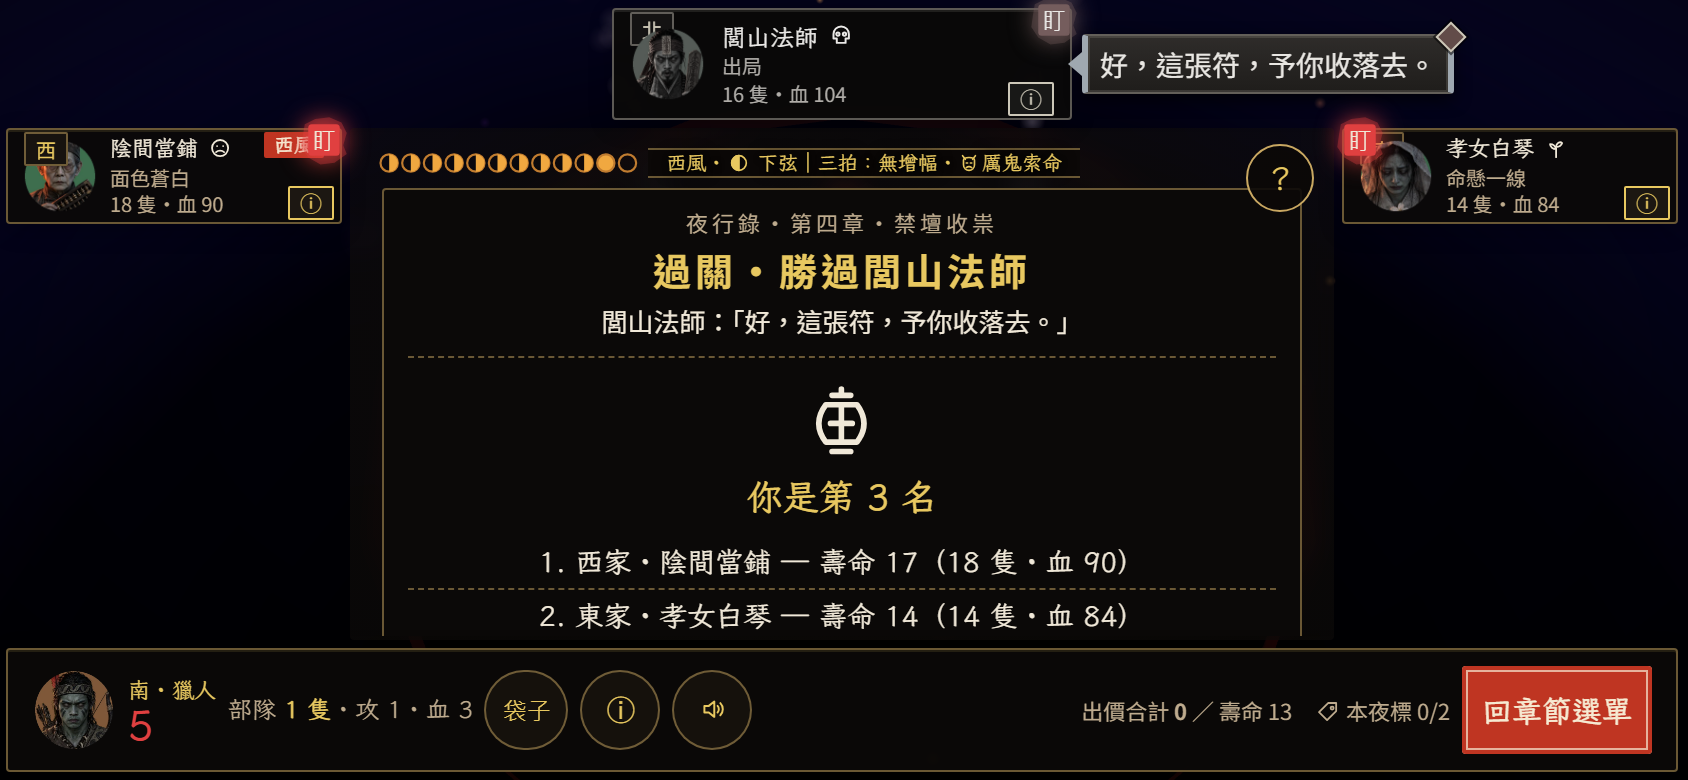 北
閭山法師
盯
出局
16 隻・血 104
好，這張符，予你收落去。
西
陰間當鋪
西風
盯
面色蒼白
18 隻・血 90
西風・下弦｜三拍：無增幅・厲鬼索命
?
盯
孝女白琴
命懸一線
14 隻・血 84
夜行錄・第四章・禁壇收祟
過關・勝過閭山法師
閭山法師：「好，這張符，予你收落去。」
你是第 3 名
1. 西家・陰間當鋪 — 壽命 17（18 隻・血 90）
2. 東家・孝女白琴 — 壽命 14（14 隻・血 84）
南・獵人
5
部隊 1 隻・攻 1・血 3
袋子
出價合計 0 ／ 壽命 13
本夜標 0/2
回章節選單